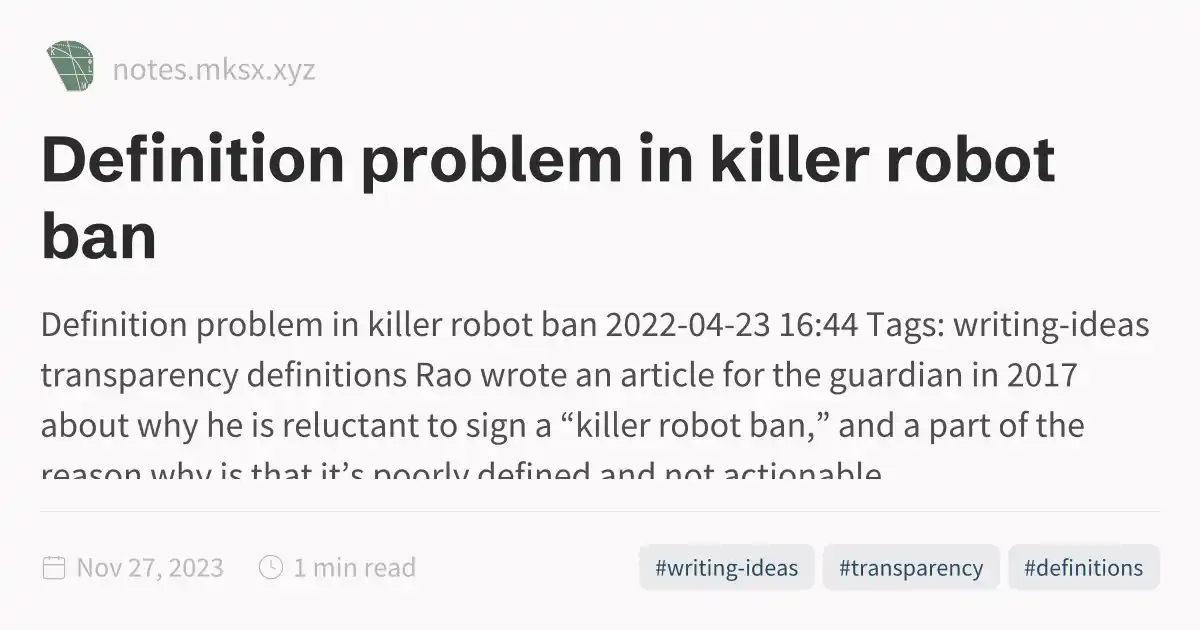 notes.mksx.xyz
Definition problem in killer robot
ban
Definition problem in killer robot ban 2022-04-23 16:44 Tags: writing-ideas
transparency definitions Rao wrote an article for the guardian in 2017
about why he is reluctant to sign a “killer robot ban,” and a part of the
reason why is that it’s poorly defined and not actionable
Nov 27, 2023
1 min read
#writing-ideas
#transparency
#definitions